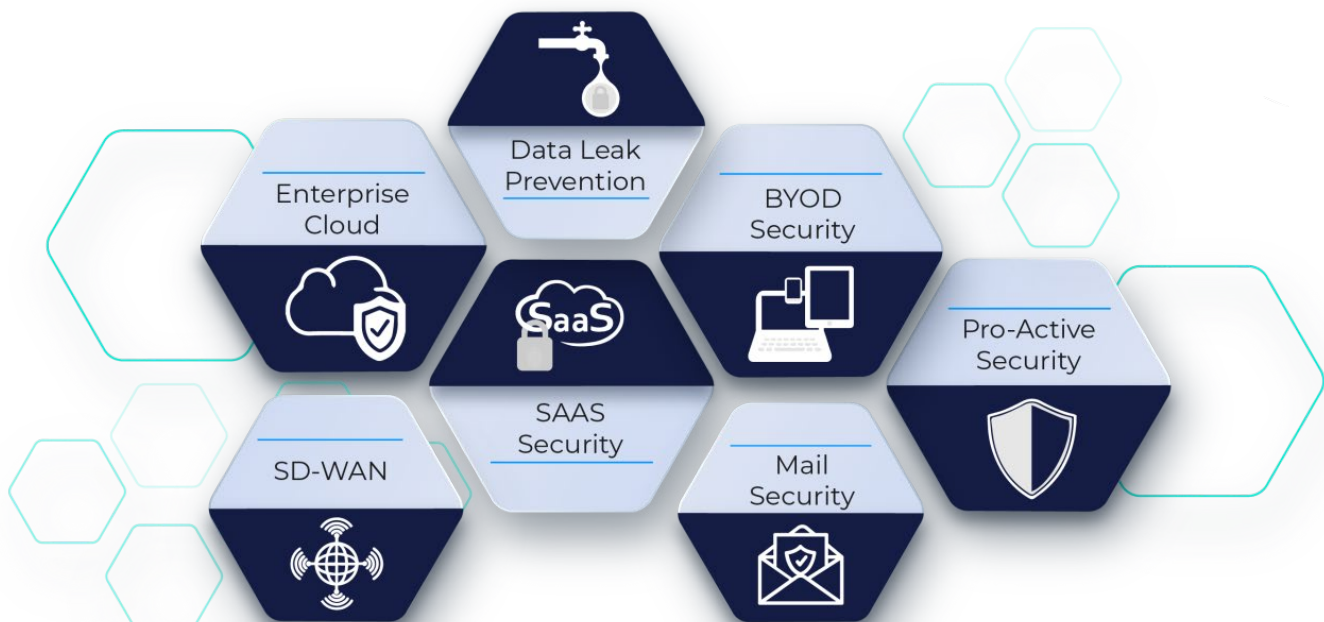 Data Leak
Prevention
Enterprise
Cloud
BYOD
Security
SaaS
SAAS
Security
Pro-Active
Security
SD-WAN
Mail
Security